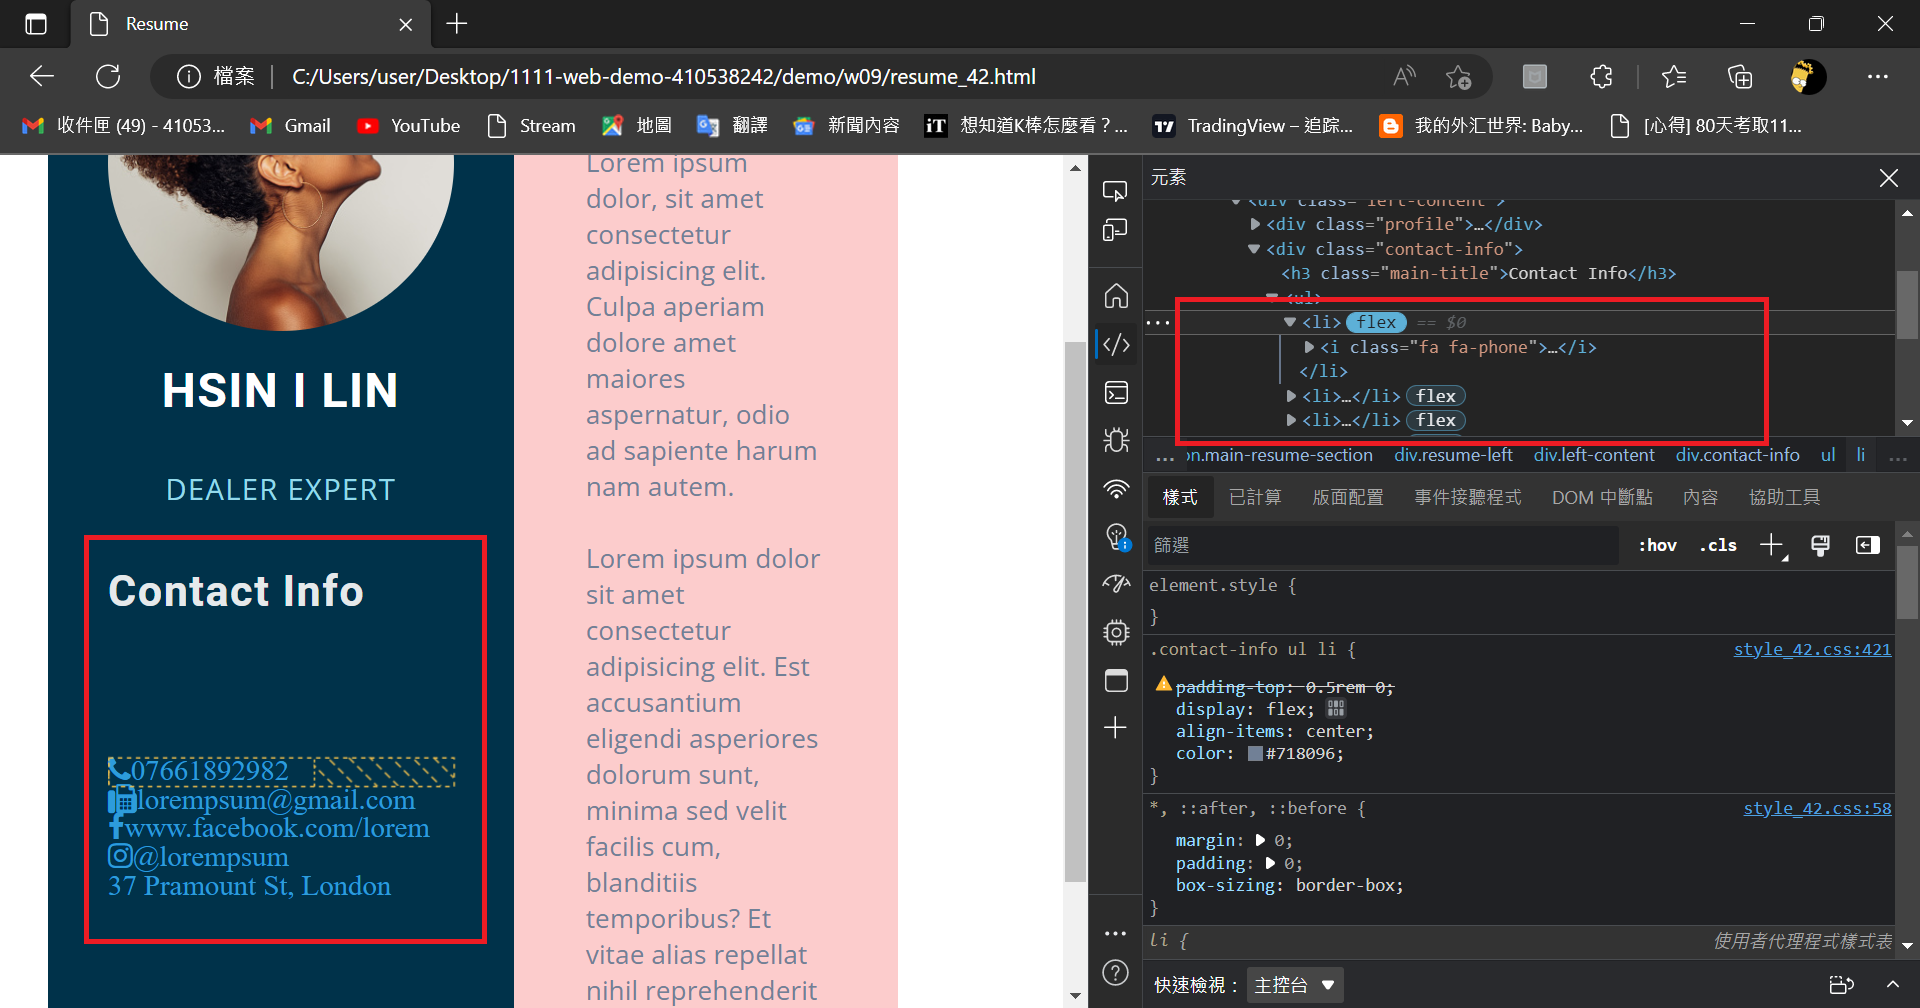 Resume
檔案
C:/Users/user/Desktop/1111-web-demo-410538242/demo/w09/resume_42.html
收件匣 (49) - 41053...
Gmail
YouTube
Stream
地圖
翻譯
新聞內容
iT
想知道K棒怎麼看？...
TradingView – 追踪...
我的外汇世界: Baby...
[心得] 80天考取11...
HSIN I LIN
DEALER EXPERT
Contact Info
07661892982
lorempsum@gmail.com
www.facebook.com/lorem
@lorempsum
37 Pramount St, London
Lorem ipsum
dolor, sit amet
consectetur
adipisicing elit.
Culpa aperiam
dolore amet
maiores
aspernatur, odio
ad sapiente harum
nam autem.
Lorem ipsum dolor
sit amet
consectetur
adipisicing elit. Est
accusantium
eligendi asperiores
dolorum sunt,
minima sed velit
facilis cum,
blanditiis
temporibus? Et
vitae alias repellat
nihil reprehenderit
元素
<div class="left-content">
<div class="profile">…</div>
<div class="contact-info">
<h3 class="main-title">Contact Info</h3>
<ul>
<li> flex == $0
<i class="fa fa-phone">…</i>
</li>
<li>…</li> flex
<li>…</li> flex
... on.main-resume-section div.resume-left div.left-content div.contact-info ul li ...
樣式 已計算 版面配置 事件接聽程式 DOM 中斷點 內容 協助工具
篩選 :hov .cls
element.style {
}
.contact-info ul li { style_42.css:421
padding-top: 0.5rem 0;
display: flex;
align-items: center;
color: #718096;
}
*, ::after, ::before { style_42.css:58
margin: 0;
padding: 0;
box-sizing: border-box;
}
li { 使用者代理程式樣式表
快速檢視： 主控台